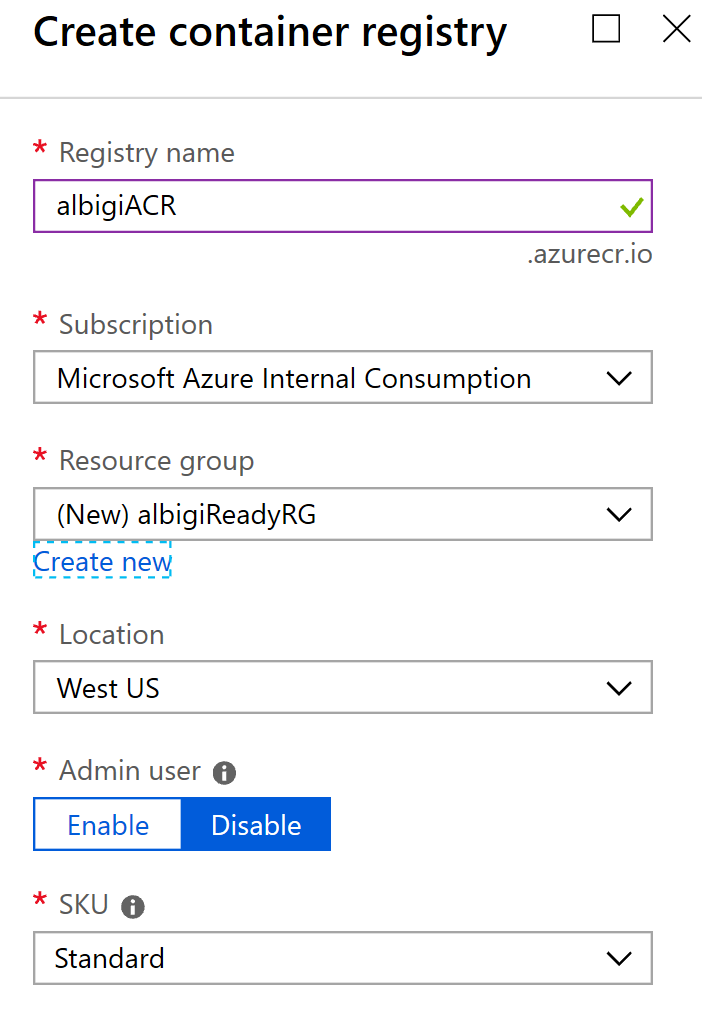 Create container registry
* Registry name
albigiACR
.azurecr.io
* Subscription
Microsoft Azure Internal Consumption
* Resource group
(New) albigiReadyRG
Create new
* Location
West US
* Admin user
Enable Disable
* SKU
Standard